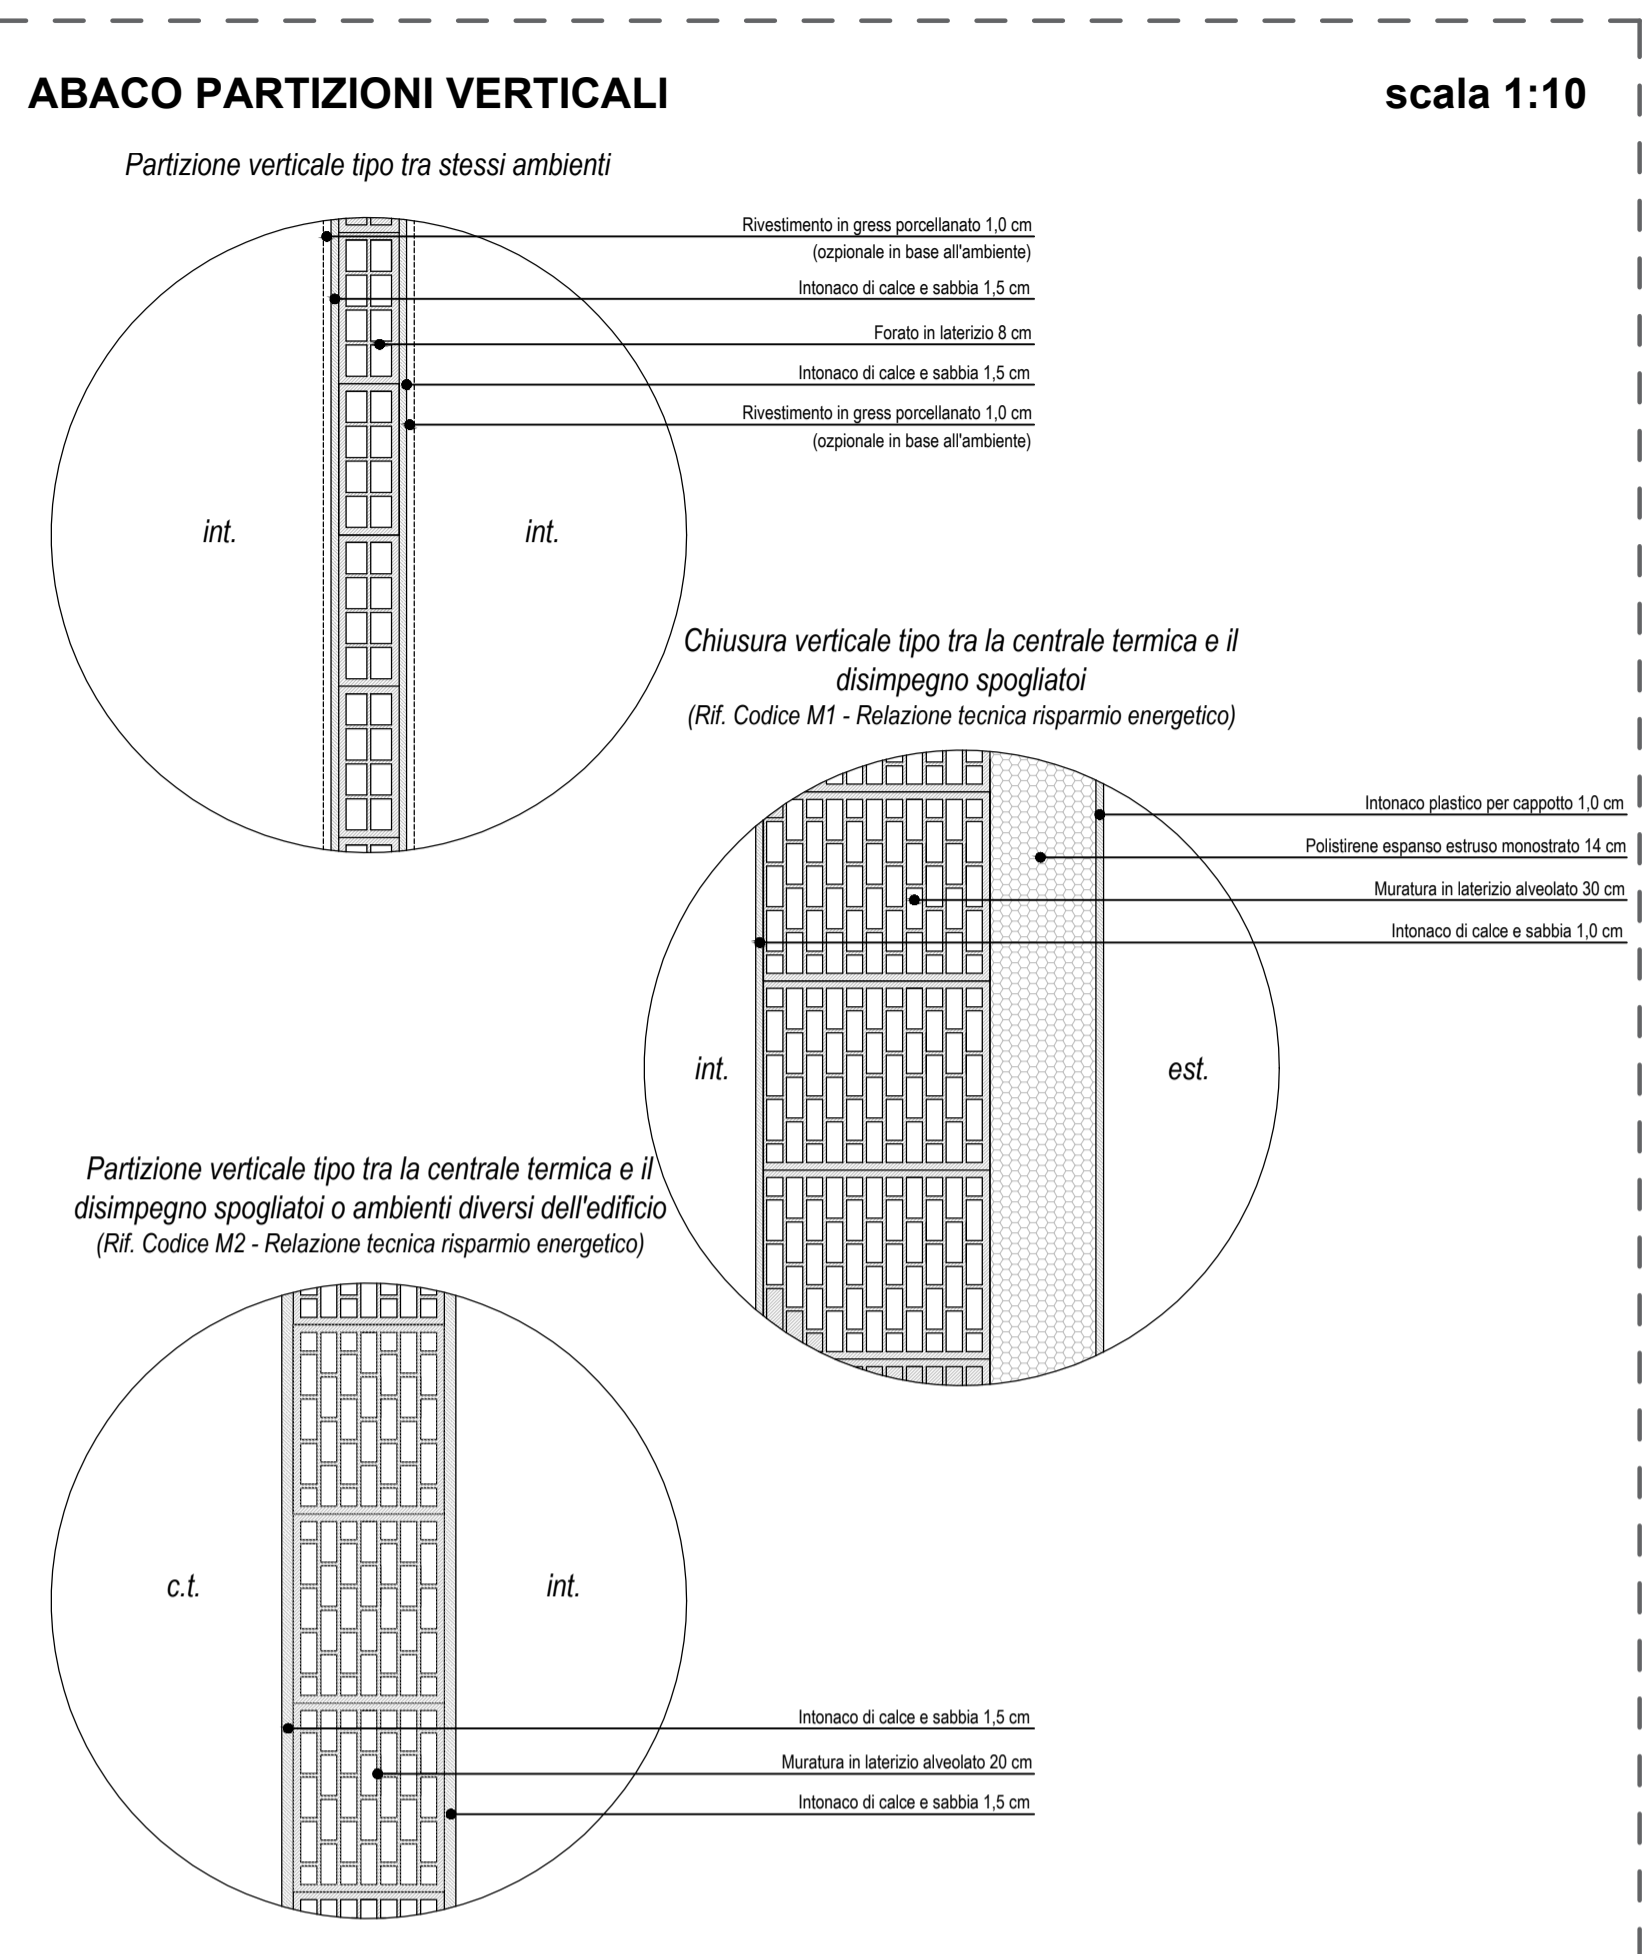 ABACO PARTIZIONI VERTICALI
scala 1:10
Partizione verticale tipo tra stessi ambienti
Rivestimento in gress porcellanato 1,0 cm
(ozpionale in base all'ambiente)
Intonaco di calce e sabbia 1,5 cm
Forato in laterizio 8 cm
Intonaco di calce e sabbia 1,5 cm
Rivestimento in gress porcellanato 1,0 cm
(ozpionale in base all'ambiente)
int.
int.
Chiusura verticale tipo tra la centrale termica e il
disimpegno spogliatoi
(Rif. Codice M1 - Relazione tecnica risparmio energetico)
Intonaco plastico per cappotto 1,0 cm
Polistirene espanso estruso monostrato 14 cm
Muratura in laterizio alveolato 30 cm
Intonaco di calce e sabbia 1,0 cm
int.
est.
Partizione verticale tipo tra la centrale termica e il
disimpegno spogliatoi o ambienti diversi dell'edificio
(Rif. Codice M2 - Relazione tecnica risparmio energetico)
c.t.
int.
Intonaco di calce e sabbia 1,5 cm
Muratura in laterizio alveolato 20 cm
Intonaco di calce e sabbia 1,5 cm